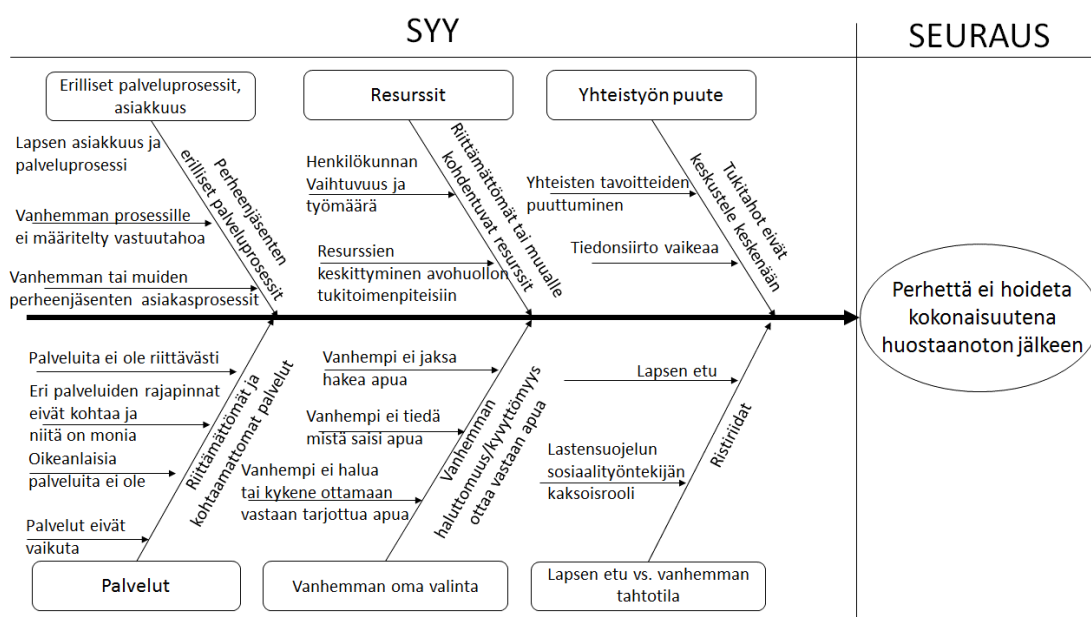 SYY
SEURAUS
Erilliset palveluprosessit,
asiakkuus
Resurssit
Yhteistyön puute
Lapsen asiakkuus ja
palveluprosessi
Vanhemman prosessille
ei määritelty vastuutahoa
Vanhemman tai muiden
perheenjäsenten asiakasprosessit
Perheenjäsenten
erilliset palveluprosessit
Henkilökunnan
Vaihtuvuus ja
työmäärä
Resurssien
keskittyminen avohuollon
tukitoimenpiteisiin
Riittämättömät tai muualle
kohdentuvat resurssit
Yhteisten tavoitteiden
puuttuminen
Tiedonsiirto vaikeaa
Tukitahot eivät
keskustele keskenään
Perhettä ei hoideta
kokonaisuutena
huostaanoton jälkeen
Palveluita ei ole riittävästi
Eri palveluiden rajapinnat
eivät kohtaa ja
niitä on monia
Oikeanlaisia
palveluita ei ole
Palvelut eivät
vaikuta
Riittämättömät ja
kohtaamattomat palvelut
Vanhempi ei jaksa
hakea apua
Vanhempi ei tiedä
mistä saisi apua
Vanhempi ei halua
tai kykene ottamaan
vastaan tarjottua apua
Vanhemman
haluttomuus/kyvyttömyys
ottaa vastaan apua
Lapsen etu
Lastensuojelun
sosiaalityöntekijän
kaksoisrooli
Ristiriidat
Palvelut
Vanhemman oma valinta
Lapsen etu vs. vanhemman
tahtotila